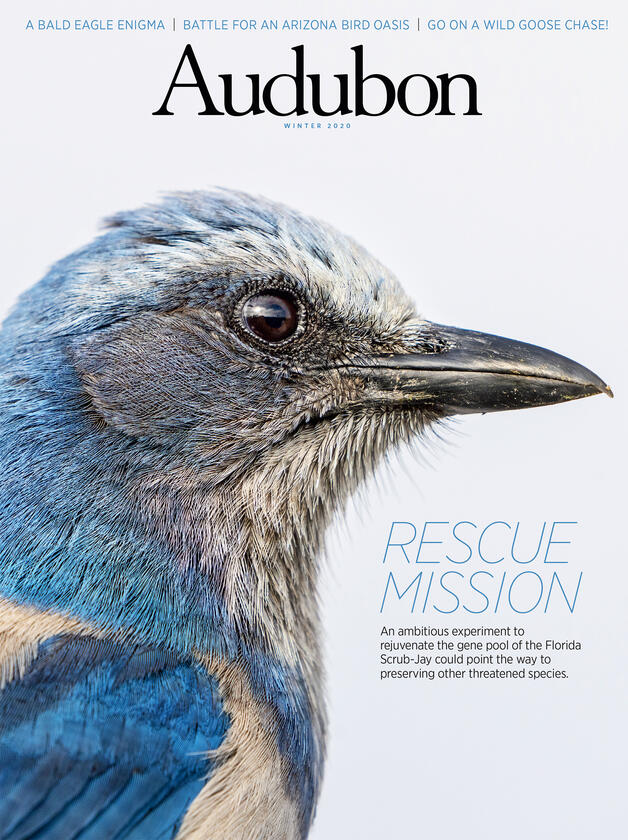 A BALD EAGLE ENIGMA | BATTLE FOR AN ARIZONA BIRD OASIS | GO ON A WILD GOOSE CHASE!
Audubon
WINTER 2020
RESCUE
MISSION
An ambitious experiment to
rejuvenate the gene pool of the Florida
Scrub-Jay could point the way to
preserving other threatened species.